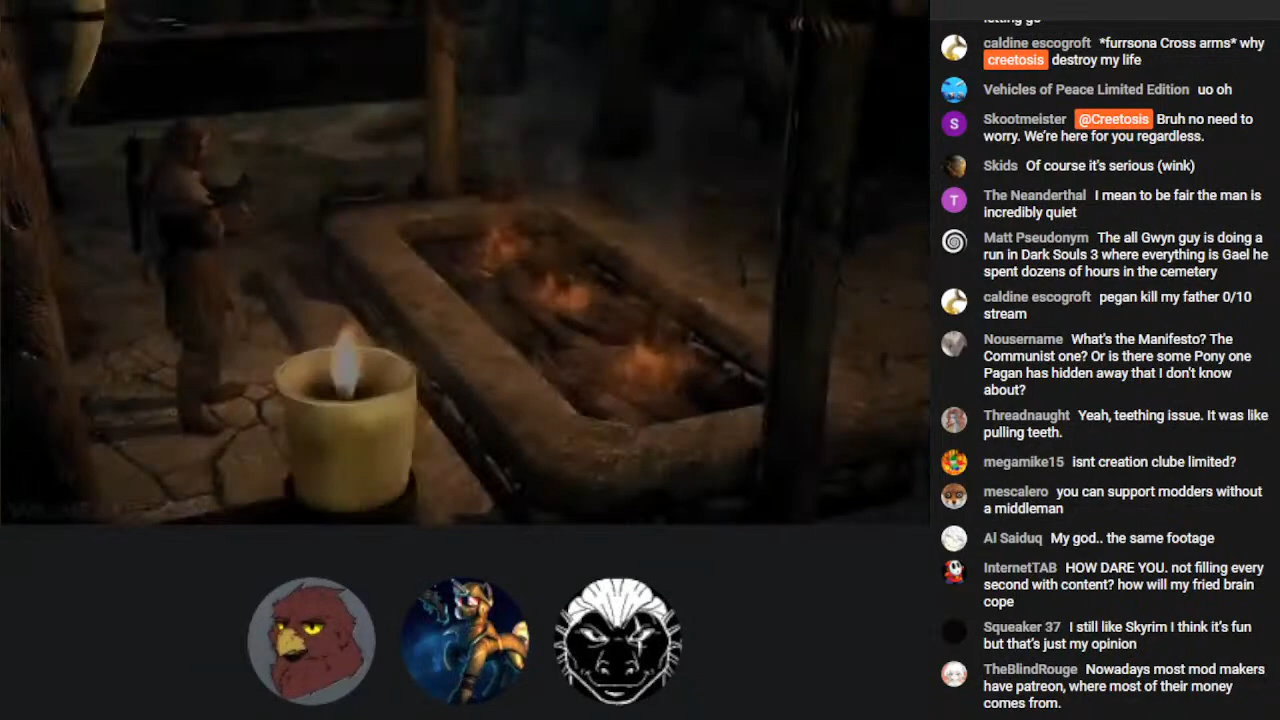 letting go
caldine escogroft *furrsona Cross arms* why
creetosis destroy my life
Vehicles of Peace Limited Edition uo oh
Skootmeister @Creetosis Bruh no need to
worry. We're here for you regardless.
Skids Of course it's serious (wink)
The Neanderthal I mean to be fair the man is
incredibly quiet
Matt Pseudonym The all Gwyn guy is doing a
run in Dark Souls 3 where everything is Gael he
spent dozens of hours in the cemetery
caldine escogroft pegan kill my father 0/10
stream
Nousername What's the Manifesto? The
Communist one? Or is there some Pony one
Pagan has hidden away that I don't know
about?
Threadnaught Yeah, teething issue. It was like
pulling teeth.
megamike15 isnt creation clube limited?
mescalero you can support modders without
a middleman
Al Saiduq My god.. the same footage
InternetTAB HOW DARE YOU. not filling every
second with content? how will my fried brain
cope
Squeaker 37 I still like Skyrim I think it's fun
but that's just my opinion
TheBlindRouge Nowadays most mod makers
have patreon, where most of their money
comes from.
S
T